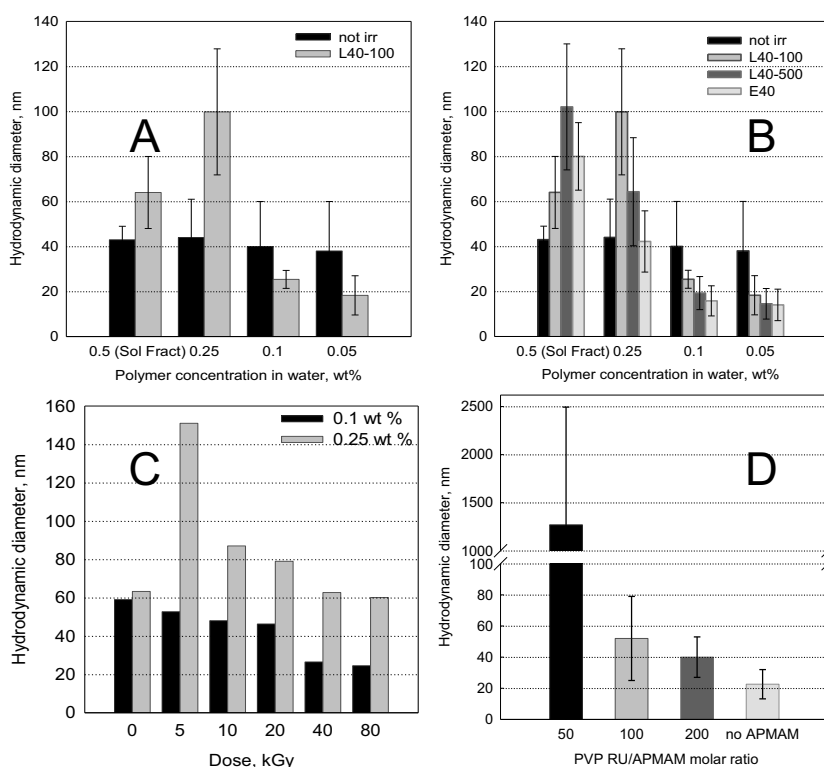 not irr
L40-100
A
140
120
100
80
60
40
20
0
Hydrodynamic diameter, nm
0.5 (Sol Fract) 0.25 0.1 0.05
Polymer concentration in water, wt%
not irr
L40-100
L40-500
E40
B
140
120
100
80
60
40
20
0
Hydrodynamic diameter, nm
0.5 (Sol Fract) 0.25 0.1 0.05
Polymer concentration in water, wt%
0.1 wt %
0.25 wt %
C
160
140
120
100
80
60
40
20
0
Hydrodynamic diameter, nm
0 5 10 20 40 80
Dose, kGy
D
2500
2000
1500
1000
100
80
60
40
20
0
Hydrodynamic diameter, nm
50 100 200 no APMAM
PVP RU/APMAM molar ratio